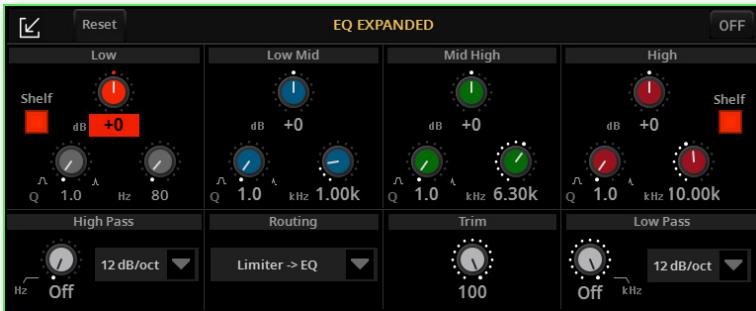 Reset EQ EXPANDED OFF
Low Low Mid Mid High High
Shelf Shelf
dB +0 dB +0 dB +0 dB +0
Q 1.0 Hz 80 Q 1.0 kHz 1.00k Q 1.0 kHz 6.30k Q 1.0 kHz 10.00k
High Pass Routing Trim Low Pass
12 dB/oct Limiter -> EQ 12 dB/oct
Hz Off 100 Off kHz